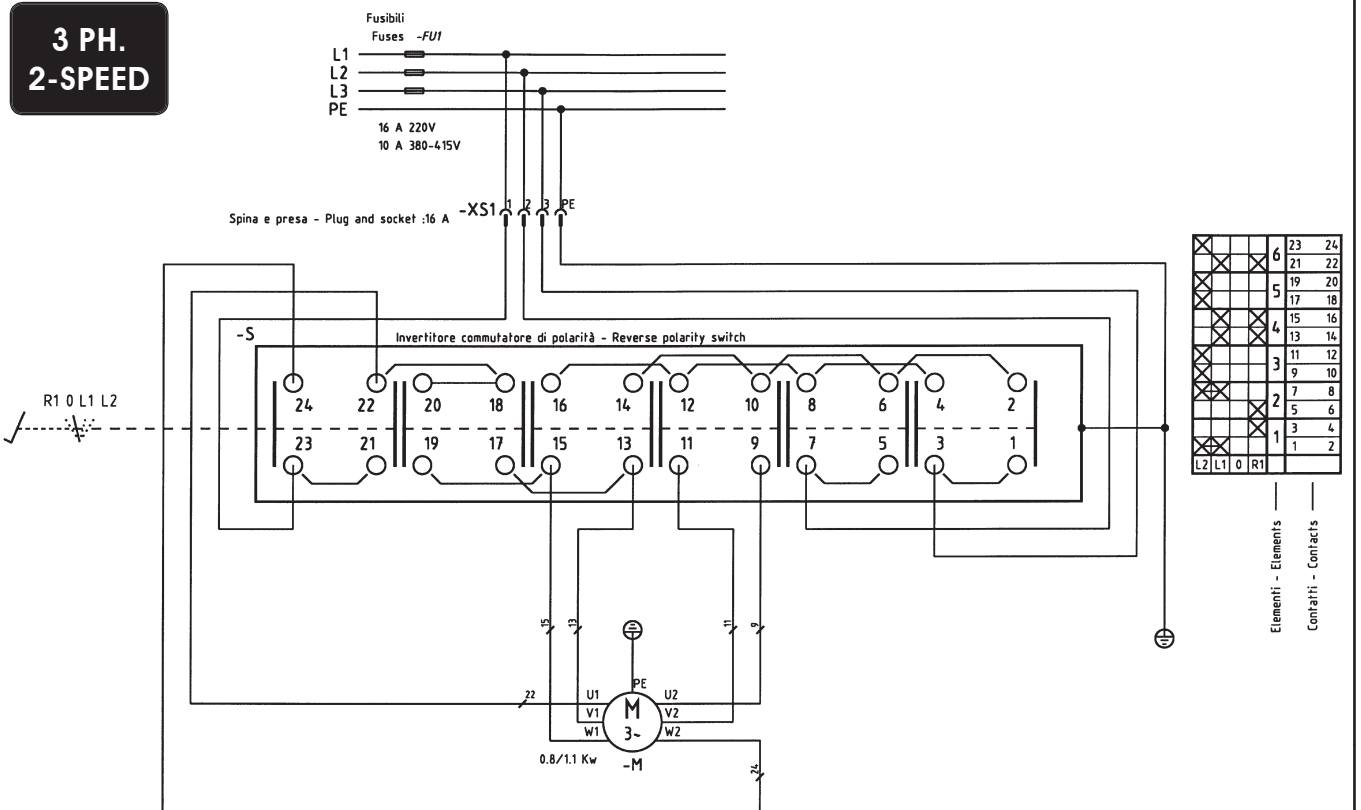 3 PH.
2-SPEED
Fusibili
Fuses -FU1
L1
L2
L3
PE
16 A 220V
10 A 380-415V
Spina e presa - Plug and socket :16 A
-XS1 1 2 3 PE
-S
Invertitore commutatore di polarità - Reverse polarity switch
R1 0 L1 L2
24 22 20 18 16 14 12 10 8 6 4 2
23 21 19 17 15 13 11 9 7 5 3 1
15 13 11 9
22
PE
U1 M U2
V1 V2
W1 3~ W2
0.8/1.1 Kw
-M
24
6 23 24
21 22
5 19 20
17 18
4 15 16
13 14
3 11 12
9 10
2 7 8
5 6
1 3 4
1 2
L2 L1 0 R1
Elementi - Elements
Contatti - Contacts